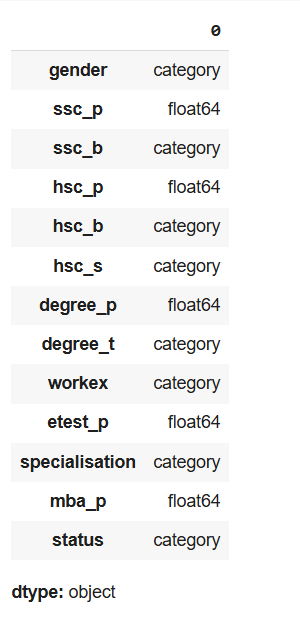 0
gender category
ssc_p float64
ssc_b category
hsc_p float64
hsc_b category
hsc_s category
degree_p float64
degree_t category
workex category
etest_p float64
specialisation category
mba_p float64
status category
dtype: object